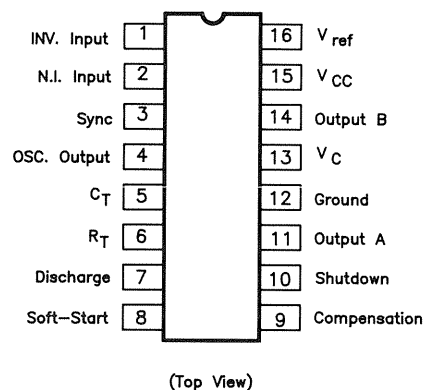 INV. Input 1 16 Vref
N.I. Input 2 15 VCC
Sync 3 14 Output B
OSC. Output 4 13 VC
CT 5 12 Ground
RT 6 11 Output A
Discharge 7 10 Shutdown
Soft-Start 8 9 Compensation
(Top View)